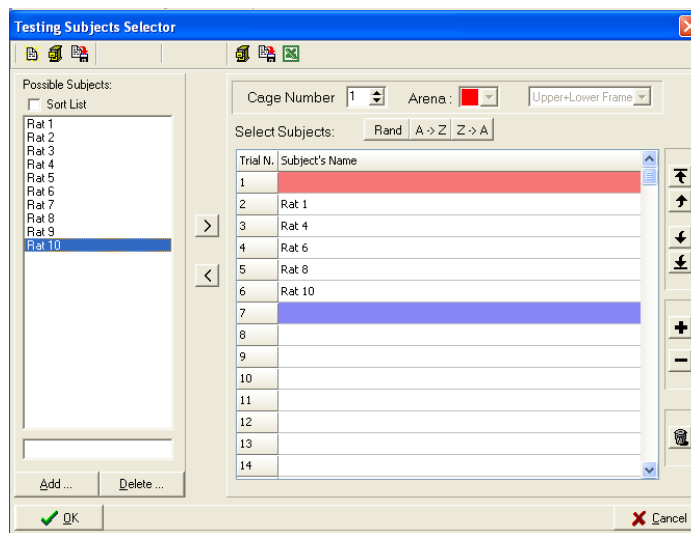 Testing Subjects Selector
Possible Subjects:
Sort List
Rat 1
Rat 2
Rat 3
Rat 4
Rat 5
Rat 6
Rat 7
Rat 8
Rat 9
Rat 10
>
<
Add ...
Delete ...
OK
Cage Number 1 Arena : Upper+Lower Frame
Select Subjects: Rand A->Z Z->A
Trial N. Subject's Name
1
2 Rat 1
3 Rat 4
4 Rat 6
5 Rat 8
6 Rat 10
7
8
9
10
11
12
13
14
Cancel